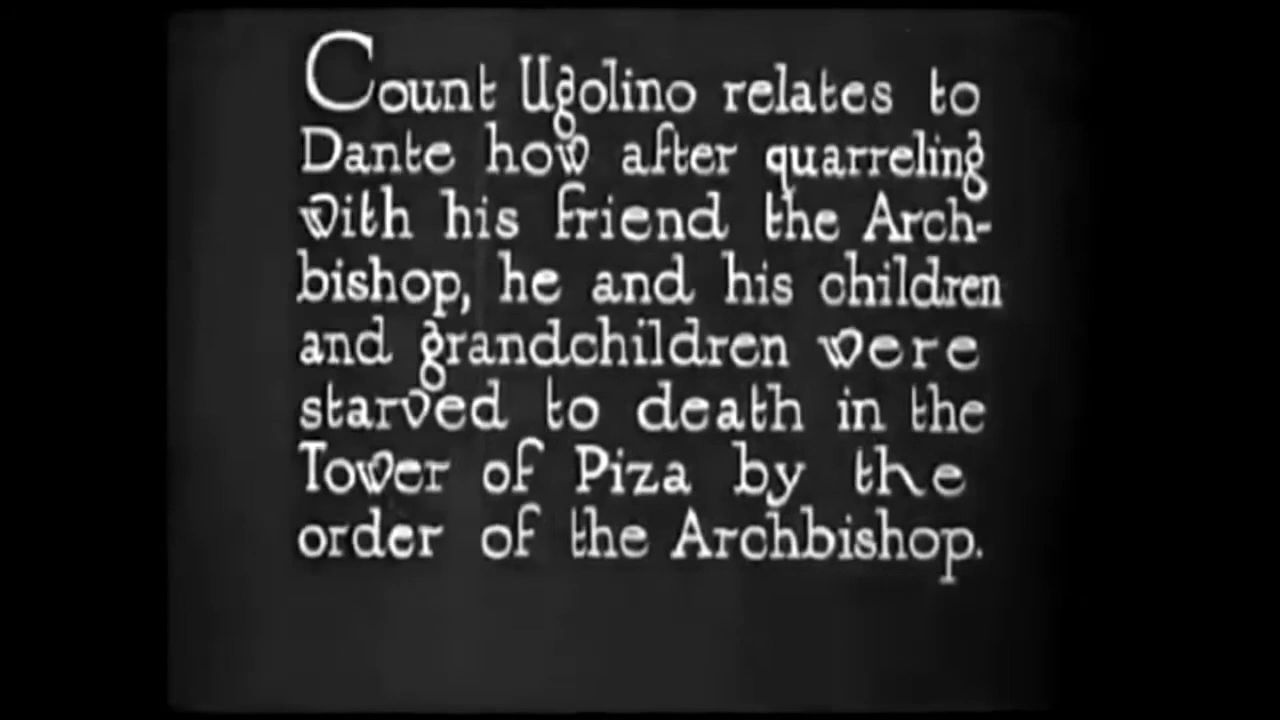 Count Ugolino relates to
Dante how after quarreling
with his friend the Arch-
bishop, he and his children
and grandchildren were
starved to death in the
Tower of Piza by the
order of the Archbishop.